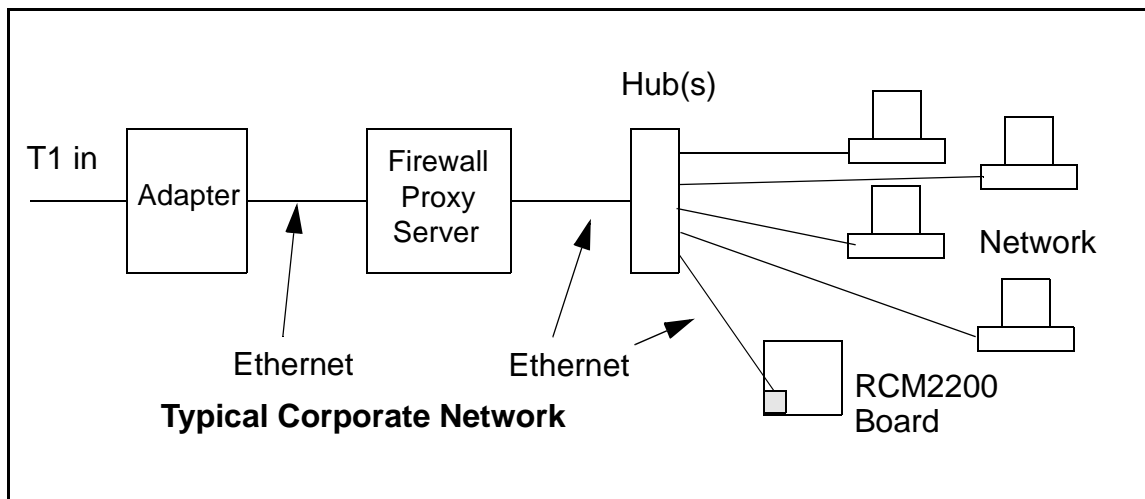 Hub(s)
T1 in
Adapter
Firewall
Proxy
Server
Network
Ethernet
Ethernet
RCM2200
Board
Typical Corporate Network